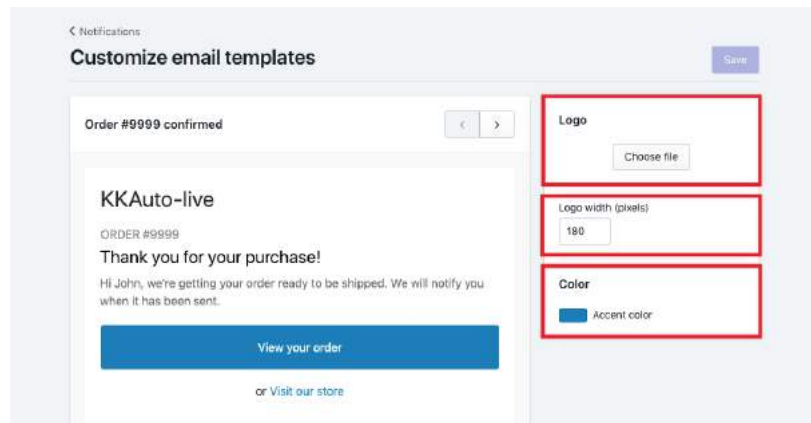 Notifications
Customize email templates
Save
Order #9999 confirmed
Logo
Choose file
KKAuto-live
Logo width (pixels)
180
ORDER #9999
Thank you for your purchase!
Hi John, we're getting your order ready to be shipped. We will notify you
when it has been sent.
Color
Accent color
View your order
or Visit our store